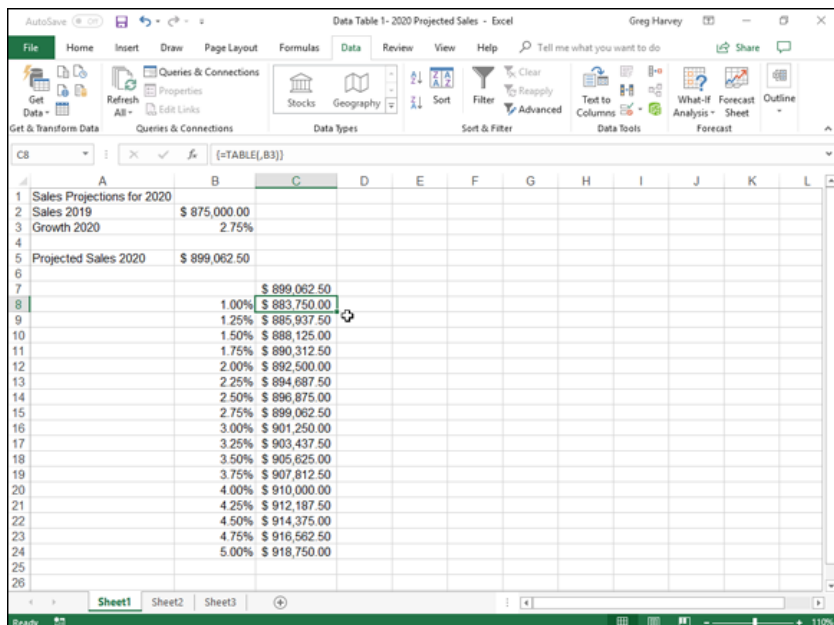 AutoSave Off Data Table 1- 2020 Projected Sales - Excel Greg Harvey
File Home Insert Draw Page Layout Formulas Data Review View Help Tell me what you want to do Share
Get Data Refresh All Queries & Connections Properties Edit Links Stocks Geography Sort Filter Clear Reapply Advanced Text to Columns What-If Analysis Forecast Sheet Outline
Get & Transform Data Queries & Connections Data Types Sort & Filter Data Tools Forecast
C8 fx {=TABLE(,B3)}
A B C D E F G H I J K L
1 Sales Projections for 2020
2 Sales 2019 $ 875,000.00
3 Growth 2020 2.75%
4
5 Projected Sales 2020 $ 899,062.50
6
7 $ 899,062.50
8 1.00% $ 883,750.00
9 1.25% $ 885,937.50
10 1.50% $ 888,125.00
11 1.75% $ 890,312.50
12 2.00% $ 892,500.00
13 2.25% $ 894,687.50
14 2.50% $ 896,875.00
15 2.75% $ 899,062.50
16 3.00% $ 901,250.00
17 3.25% $ 903,437.50
18 3.50% $ 905,625.00
19 3.75% $ 907,812.50
20 4.00% $ 910,000.00
21 4.25% $ 912,187.50
22 4.50% $ 914,375.00
23 4.75% $ 916,562.50
24 5.00% $ 918,750.00
25
26
Sheet1 Sheet2 Sheet3
Ready 110%